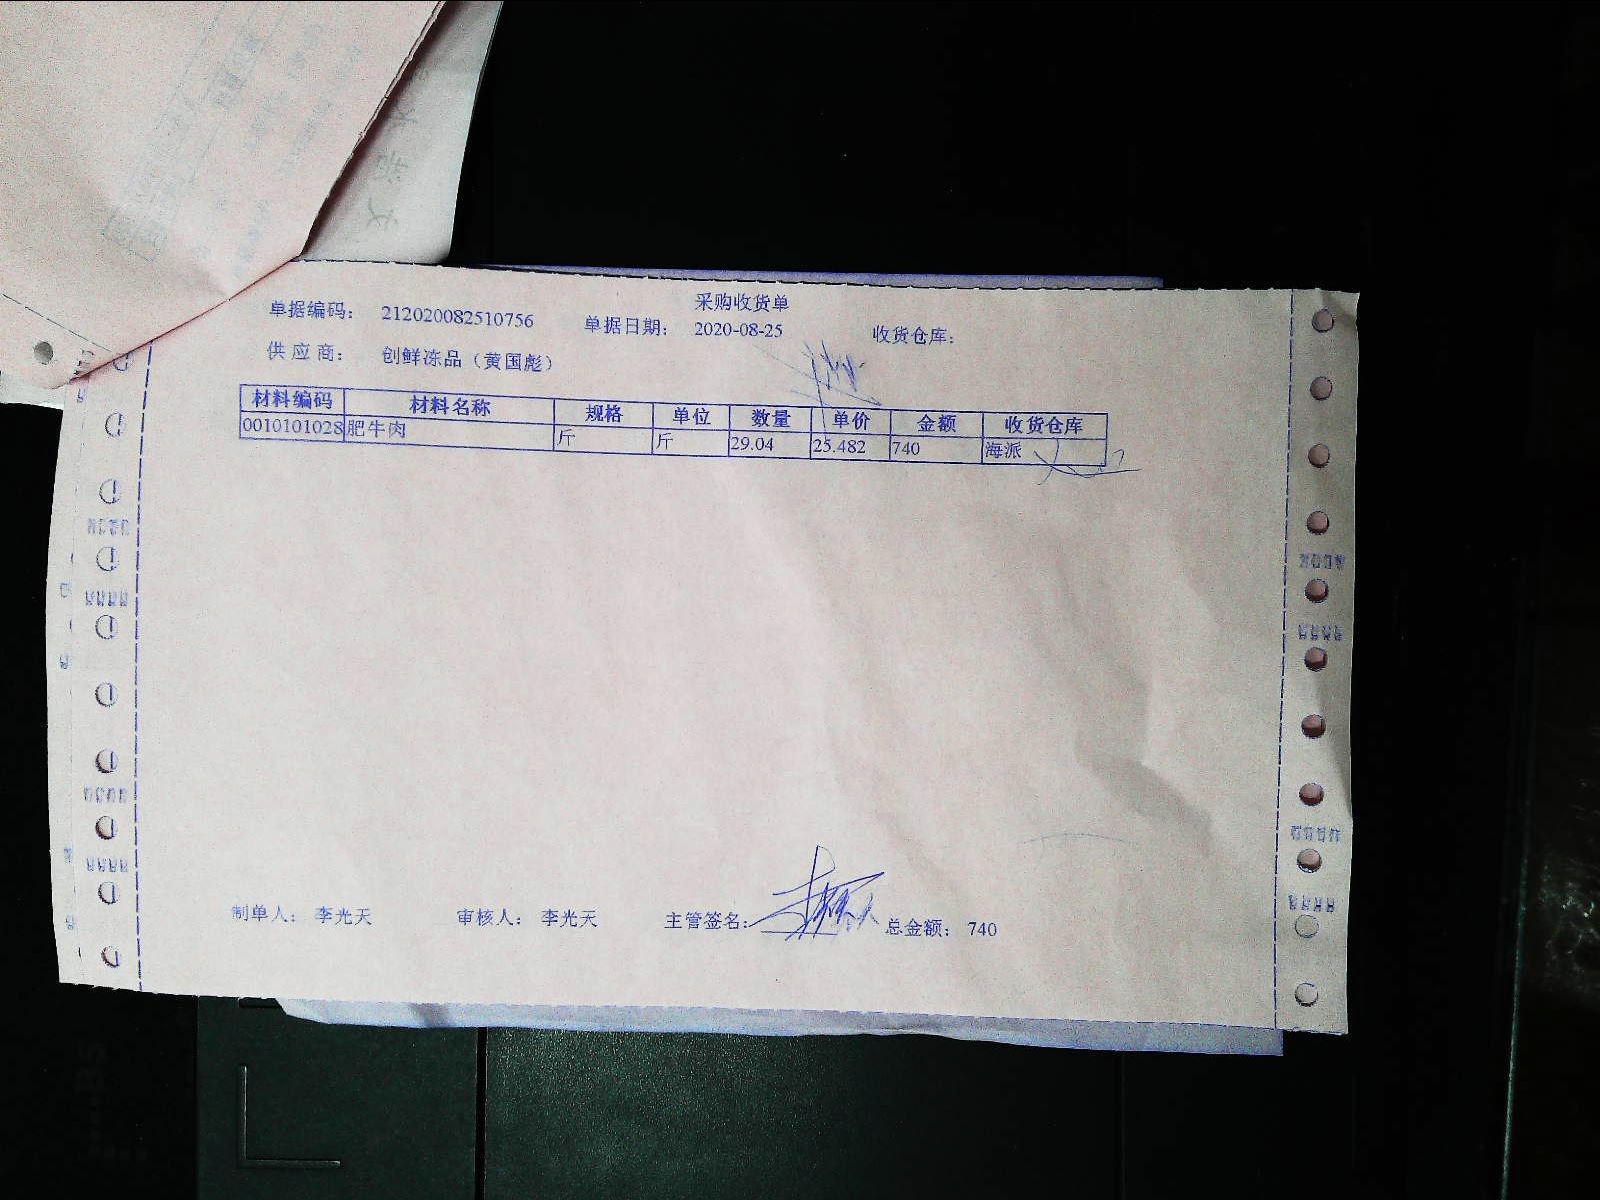 采购收货单
单据编码： 212020082510756 单据日期： 2020-08-25 收货仓库：
供应商： 创鲜冻品（黄国彪）
材料编码 材料名称 规格 单位 数量 单价 金额 收货仓库
0010101028 肥牛肉 斤 斤 29.04 25.482 740 海派
制单人： 李光天 审核人： 李光天 主管签名： 总金额： 740